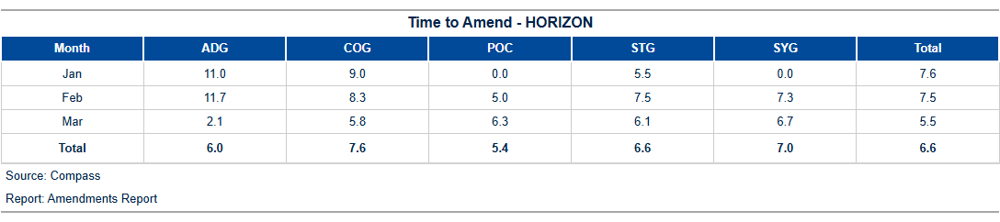 Time to Amend - HORIZON
Month ADG COG POC STG SYG Total
Jan 11.0 9.0 0.0 5.5 0.0 7.6
Feb 11.7 8.3 5.0 7.5 7.3 7.5
Mar 2.1 5.8 6.3 6.1 6.7 5.5
Total 6.0 7.6 5.4 6.6 7.0 6.6
Source: Compass
Report: Amendments Report